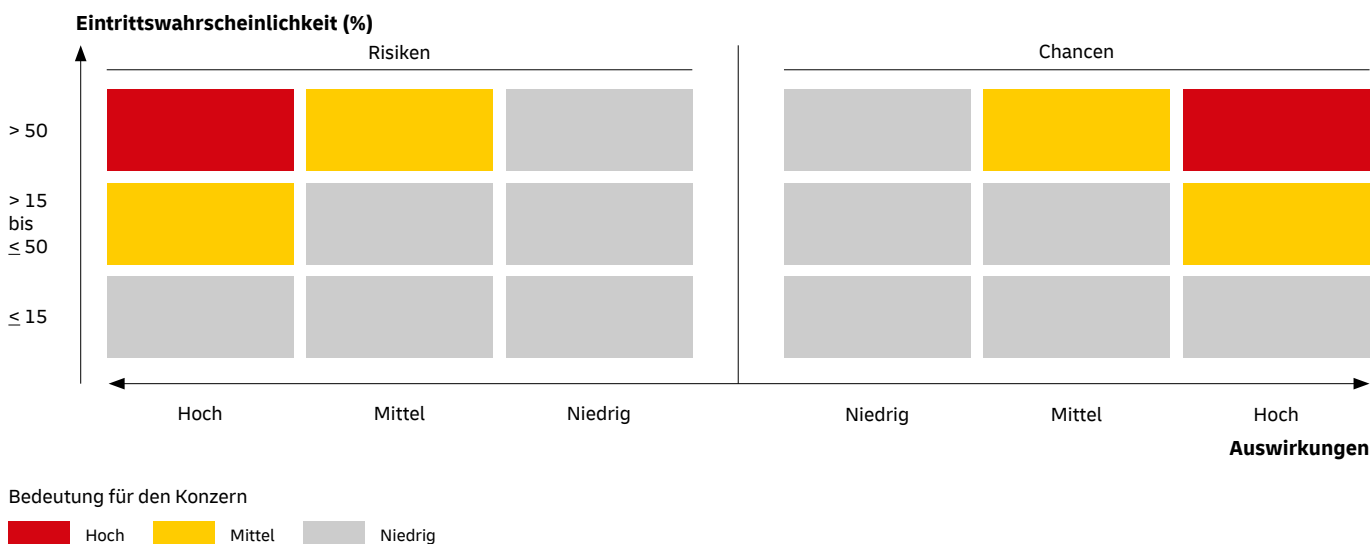 Eintrittswahrscheinlichkeit (%)
Risiken
Chancen
> 50
> 15
bis
≤ 50
≤ 15
Hoch Mittel Niedrig Niedrig Mittel Hoch
Auswirkungen
Bedeutung für den Konzern
Hoch Mittel Niedrig